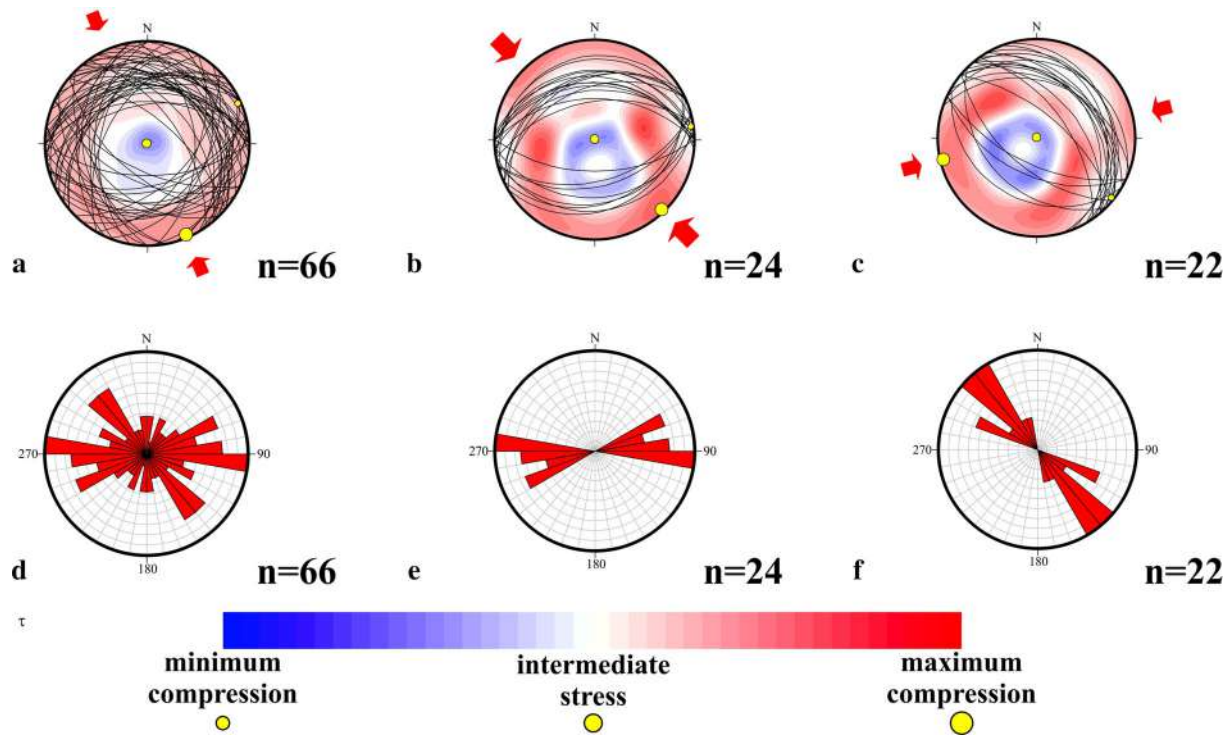 N N N
a n=66 b n=24 c n=22
N N N
270 90 270 90 270 90
180 180 180
d n=66 e n=24 f n=22
τ
minimum intermediate maximum
compression stress compression